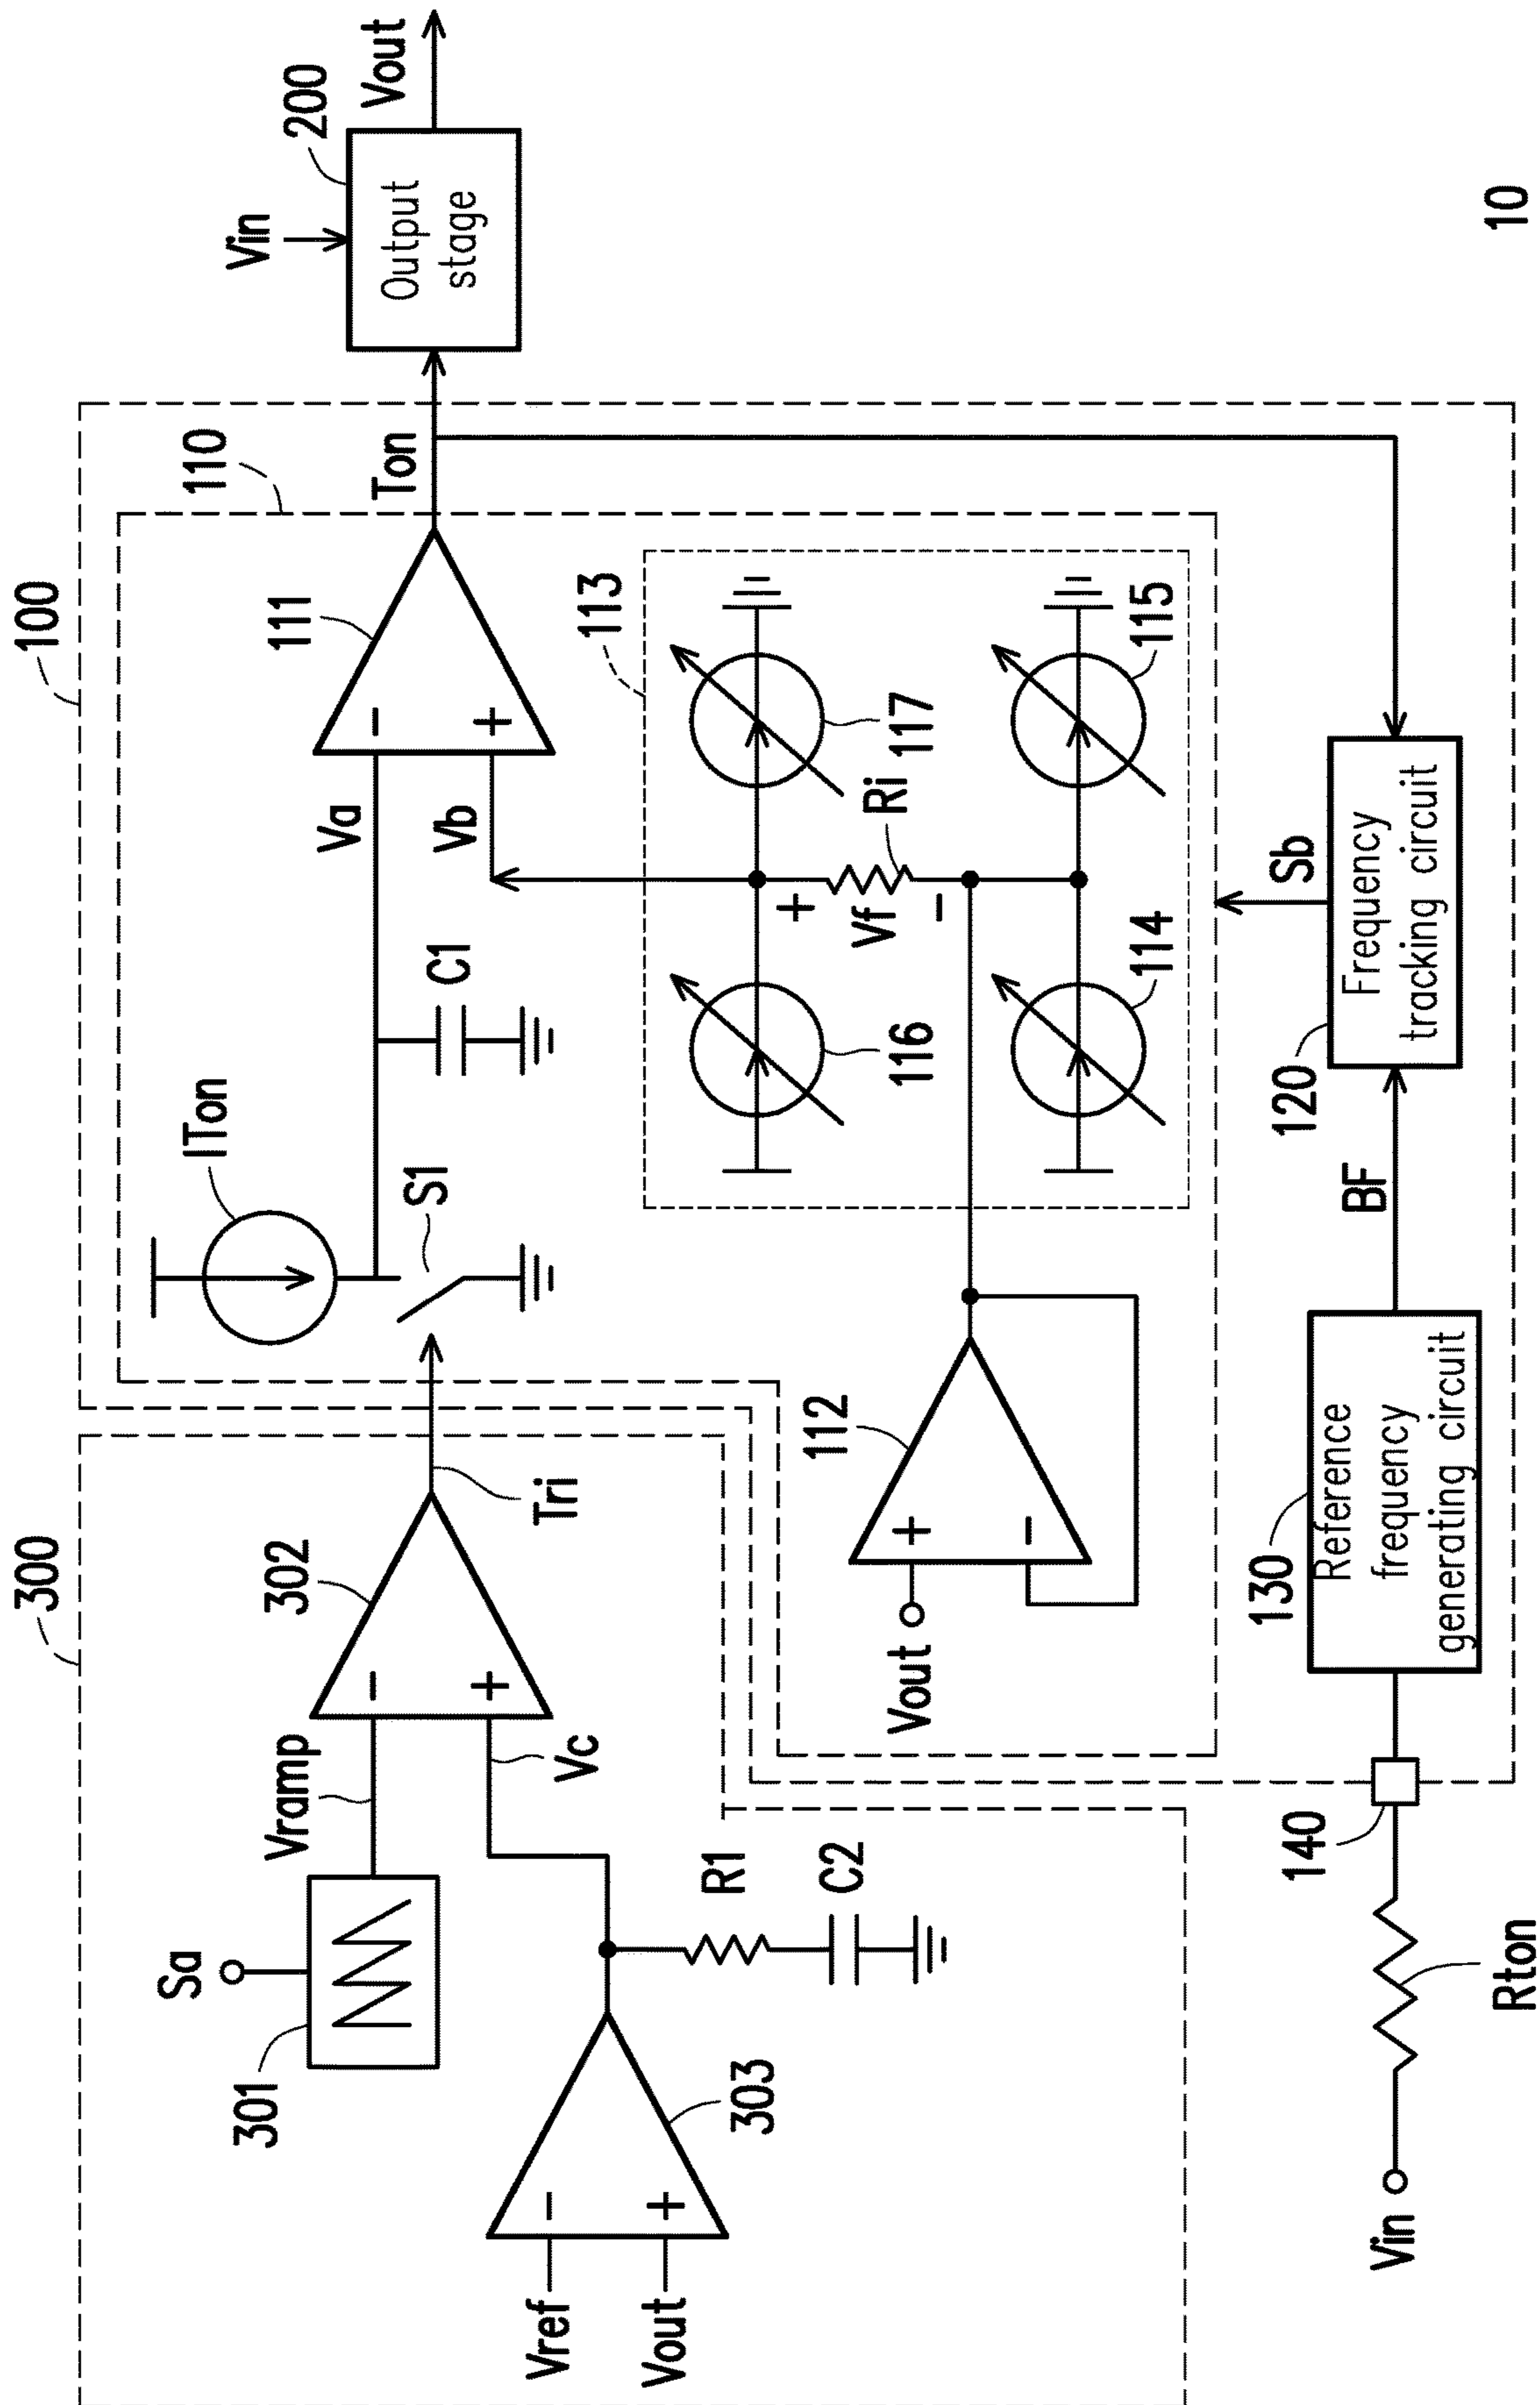 300
100
110
Sa
301
Vramp
302
Vc
Tri
Vref
Vout
303
R1
C2
ITon
S1
C1
Va
Vb
111
Ton
Vin
200
Output
stage
Vout
113
116
117
+
Vf
−
Ri
114
115
Vout
112
Vin
Rton
140
130
Reference
frequency
generating circuit
BF
120
Frequency
tracking circuit
Sb
10